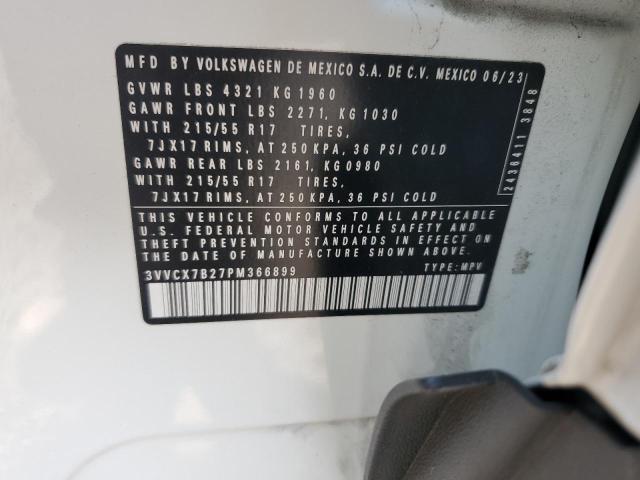 MFD BY VOLKSWAGEN DE MEXICO S.A. DE C.V. MEXICO 06/23
GVWR LBS 4321 KG 1960
GAWR FRONT LBS 2271, KG 1030
WITH 215/55 R17 TIRES,
7JX17 RIMS, AT 250 KPA, 36 PSI COLD
GAWR REAR LBS 2161, KG 0980
WITH 215/55 R17 TIRES,
7JX17 RIMS, AT 250 KPA, 36 PSI COLD
THIS VEHICLE CONFORMS TO ALL APPLICABLE
U.S. FEDERAL MOTOR VEHICLE SAFETY AND
THEFT PREVENTION STANDARDS IN EFFECT ON
THE DATE OF MANUFACTURE SHOWN ABOVE.
3VVCX7B27PM366899 TYPE: MPV
2436411 3848